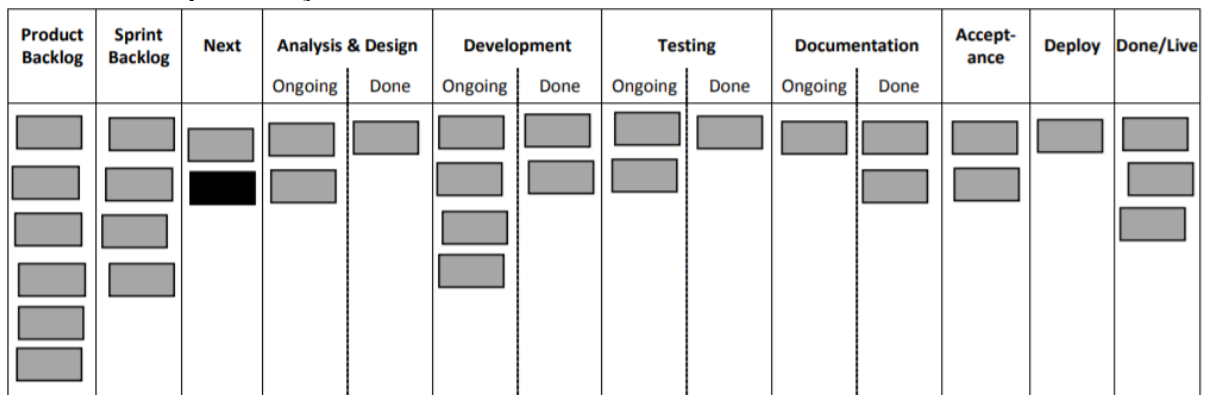 Product Backlog
Sprint Backlog
Next
Analysis & Design
Development
Testing
Documentation
Accept-
ance
Deploy
Done/Live
Ongoing Done Ongoing Done Ongoing Done Ongoing Done